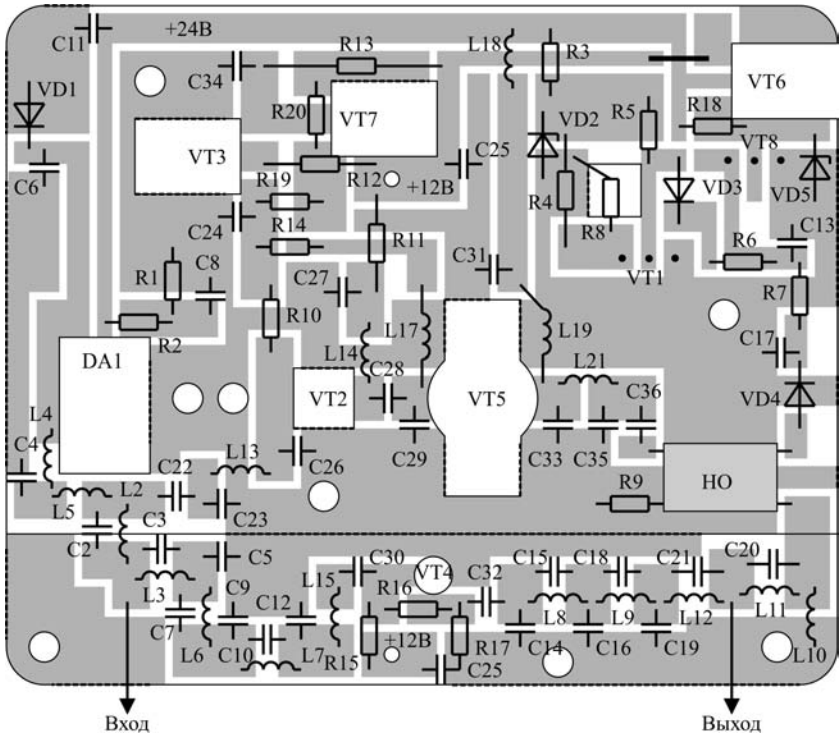 C11 +24В R13 L18 R3
C34 R5 R18 VT6
VD1 R20 VT7 VD2
VT3 VT8
C6 R12 C25
R19 +12В R4 VD3 VD5
C24 R14 R8 C13
R11 R6
R1 C8 C27 C31 VT1
R10 R7
R2 L17 L19 C17
DA1 L14 L21
C28 C36
VT2 VT5 VD4
L4
C4 L13
C22 C26 C29 C33 C35
L5 L2 R9 НО
C23
C2 C3 C5 C30 VT4 C15 C18 C21 C20
C9 L15 R16 C32
L3 C12
C7 L8 L9 L12 L11
L6 C10 L7 R15 +12В R17 C14 C16 C19 L10
C25
Вход Выход